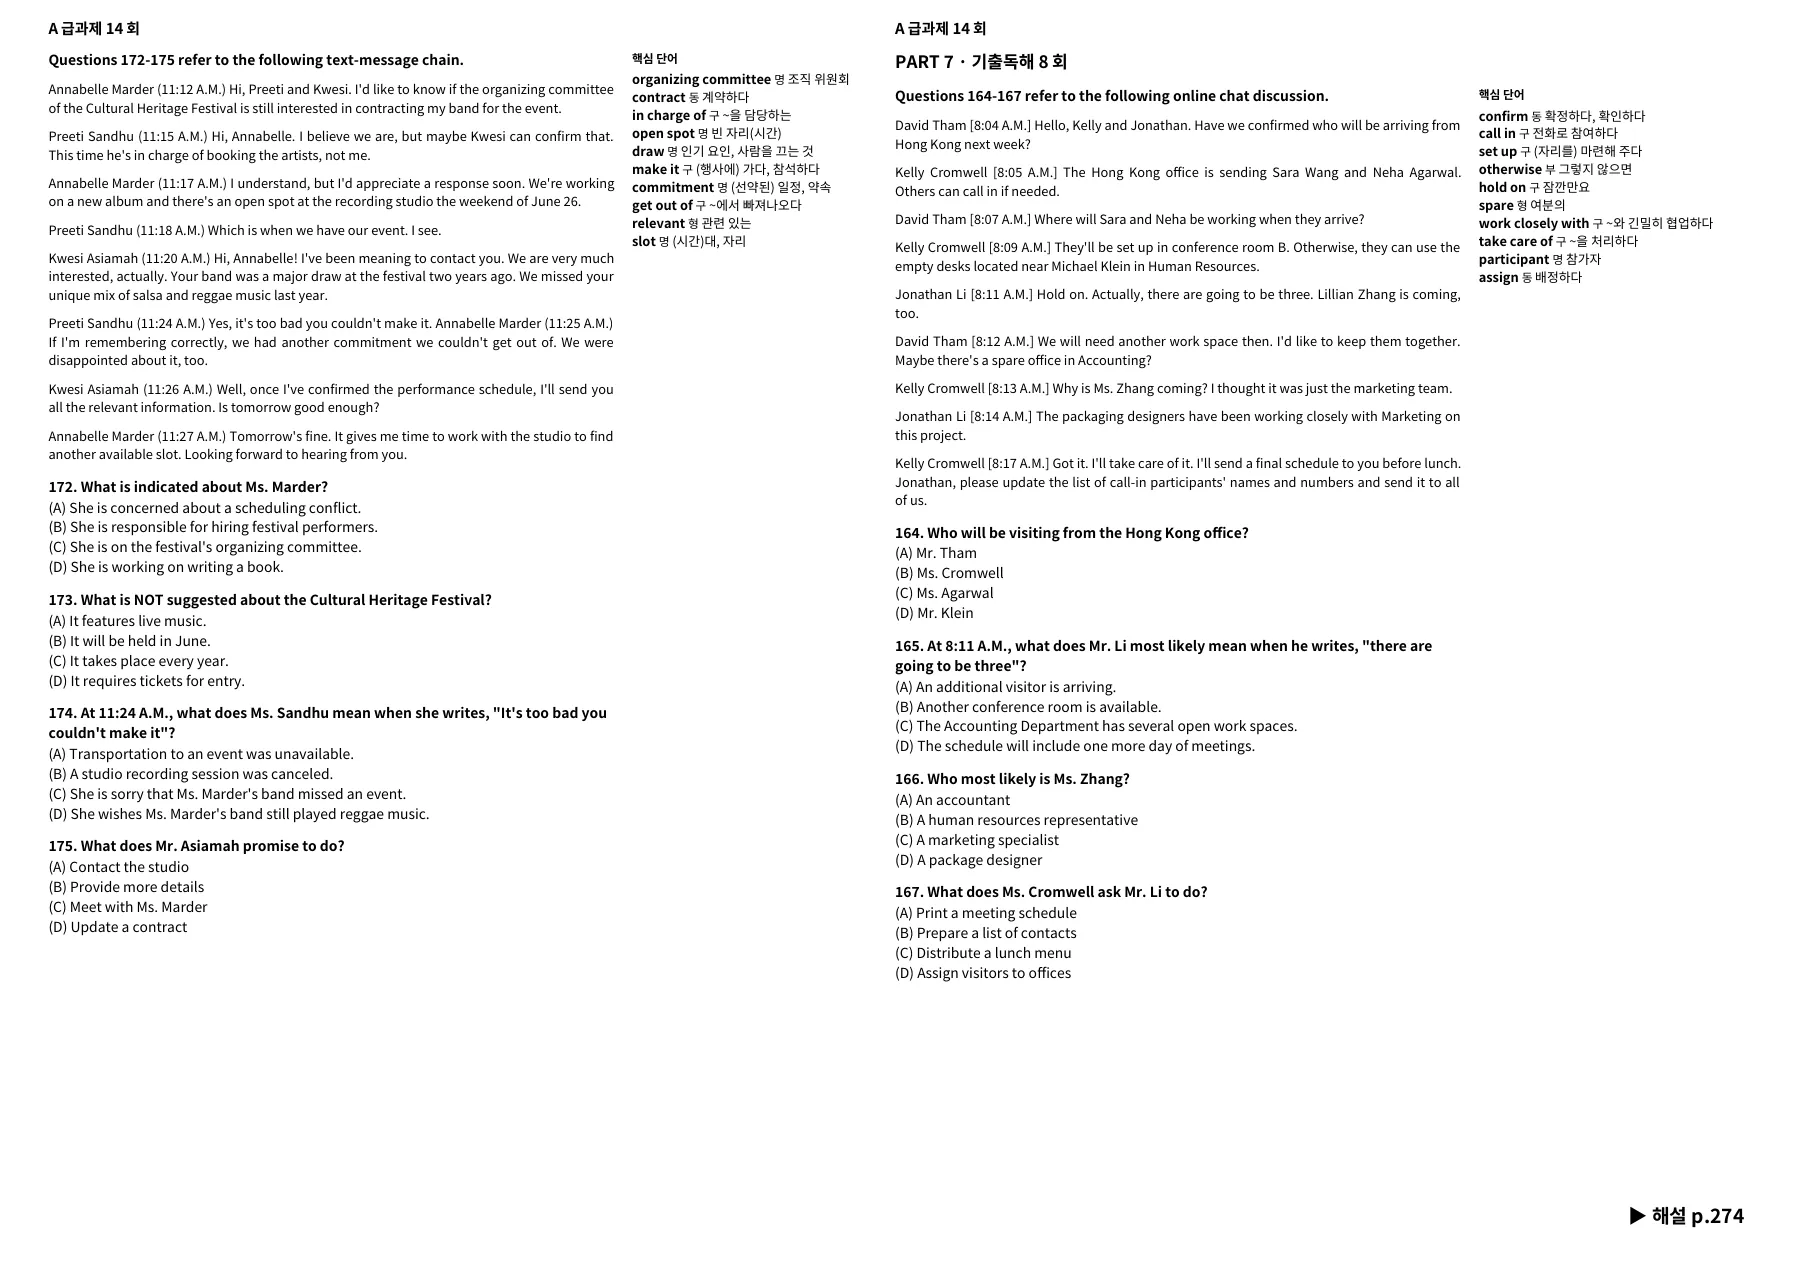 A 급과제 14 회
Questions 172-175 refer to the following text-message chain.
Annabelle Marder (11:12 A.M.) Hi, Preeti and Kwesi. I'd like to know if the organizing committee
of the Cultural Heritage Festival is still interested in contracting my band for the event.
Preeti Sandhu (11:15 A.M.) Hi, Annabelle. I believe we are, but maybe Kwesi can confirm that.
This time he's in charge of booking the artists, not me.
Annabelle Marder (11:17 A.M.) I understand, but I'd appreciate a response soon. We're working
on a new album and there's an open spot at the recording studio the weekend of June 26.
Preeti Sandhu (11:18 A.M.) Which is when we have our event. I see.
Kwesi Asiamah (11:20 A.M.) Hi, Annabelle! I've been meaning to contact you. We are very much
interested, actually. Your band was a major draw at the festival two years ago. We missed your
unique mix of salsa and reggae music last year.
Preeti Sandhu (11:24 A.M.) Yes, it's too bad you couldn't make it. Annabelle Marder (11:25 A.M.)
If I'm remembering correctly, we had another commitment we couldn't get out of. We were
disappointed about it, too.
Kwesi Asiamah (11:26 A.M.) Well, once I've confirmed the performance schedule, I'll send you
all the relevant information. Is tomorrow good enough?
Annabelle Marder (11:27 A.M.) Tomorrow's fine. It gives me time to work with the studio to find
another available slot. Looking forward to hearing from you.
172. What is indicated about Ms. Marder?
(A) She is concerned about a scheduling conflict.
(B) She is responsible for hiring festival performers.
(C) She is on the festival's organizing committee.
(D) She is working on writing a book.
173. What is NOT suggested about the Cultural Heritage Festival?
(A) It features live music.
(B) It will be held in June.
(C) It takes place every year.
(D) It requires tickets for entry.
174. At 11:24 A.M., what does Ms. Sandhu mean when she writes, "It's too bad you
couldn't make it"?
(A) Transportation to an event was unavailable.
(B) A studio recording session was canceled.
(C) She is sorry that Ms. Marder's band missed an event.
(D) She wishes Ms. Marder's band still played reggae music.
175. What does Mr. Asiamah promise to do?
(A) Contact the studio
(B) Provide more details
(C) Meet with Ms. Marder
(D) Update a contract
핵심 단어
organizing committee 명 조직 위원회
contract 동 계약하다
in charge of 구 ~을 담당하는
open spot 명 빈 자리(시간)
draw 명 인기 요인, 사람을 끄는 것
make it 구 (행사에) 가다, 참석하다
commitment 명 (선약된) 일정, 약속
get out of 구 ~에서 빠져나오다
relevant 형 관련 있는
slot 명 (시간)대, 자리
A 급과제 14 회
PART 7 · 기출독해 8 회
Questions 164-167 refer to the following online chat discussion.
David Tham [8:04 A.M.] Hello, Kelly and Jonathan. Have we confirmed who will be arriving from
Hong Kong next week?
Kelly Cromwell [8:05 A.M.] The Hong Kong office is sending Sara Wang and Neha Agarwal.
Others can call in if needed.
David Tham [8:07 A.M.] Where will Sara and Neha be working when they arrive?
Kelly Cromwell [8:09 A.M.] They'll be set up in conference room B. Otherwise, they can use the
empty desks located near Michael Klein in Human Resources.
Jonathan Li [8:11 A.M.] Hold on. Actually, there are going to be three. Lillian Zhang is coming,
too.
David Tham [8:12 A.M.] We will need another work space then. I'd like to keep them together.
Maybe there's a spare office in Accounting?
Kelly Cromwell [8:13 A.M.] Why is Ms. Zhang coming? I thought it was just the marketing team.
Jonathan Li [8:14 A.M.] The packaging designers have been working closely with Marketing on
this project.
Kelly Cromwell [8:17 A.M.] Got it. I'll take care of it. I'll send a final schedule to you before lunch.
Jonathan, please update the list of call-in participants' names and numbers and send it to all
of us.
164. Who will be visiting from the Hong Kong office?
(A) Mr. Tham
(B) Ms. Cromwell
(C) Ms. Agarwal
(D) Mr. Klein
165. At 8:11 A.M., what does Mr. Li most likely mean when he writes, "there are
going to be three"?
(A) An additional visitor is arriving.
(B) Another conference room is available.
(C) The Accounting Department has several open work spaces.
(D) The schedule will include one more day of meetings.
166. Who most likely is Ms. Zhang?
(A) An accountant
(B) A human resources representative
(C) A marketing specialist
(D) A package designer
167. What does Ms. Cromwell ask Mr. Li to do?
(A) Print a meeting schedule
(B) Prepare a list of contacts
(C) Distribute a lunch menu
(D) Assign visitors to offices
핵심 단어
confirm 동 확정하다, 확인하다
call in 구 전화로 참여하다
set up 구 (자리를) 마련해 주다
otherwise 부 그렇지 않으면
hold on 구 잠깐만요
spare 형 여분의
work closely with 구 ~와 긴밀히 협업하다
take care of 구 ~을 처리하다
participant 명 참가자
assign 동 배정하다
▶ 해설 p.274